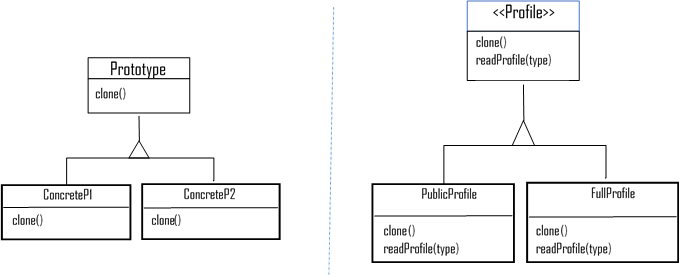 Prototype
clone()
ConcreteP1
clone()
ConcreteP2
clone()
<<Profile>>
clone()
readProfile(type)
PublicProfile
clone()
readProfile(type)
FullProfile
clone()
readProfile(type)